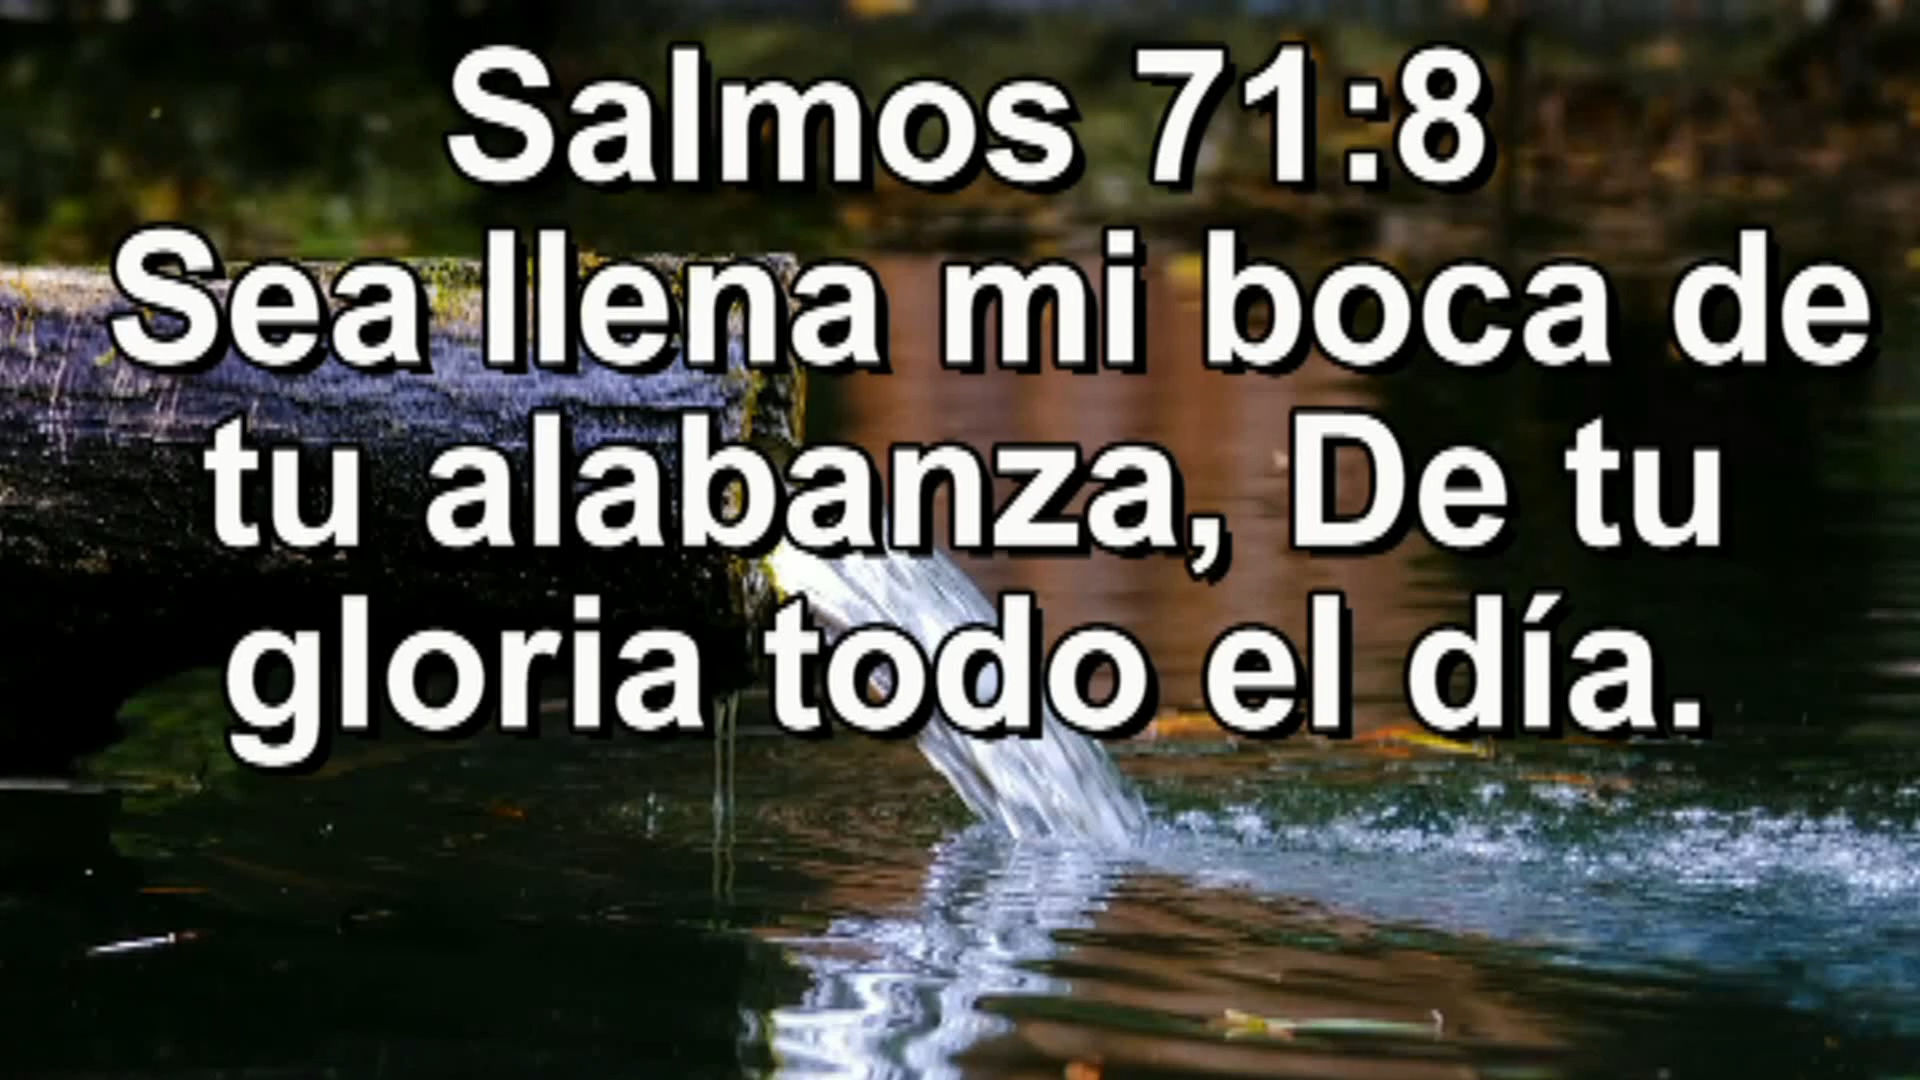 Salmos 71:8
Sea llena mi boca de
tu alabanza, De tu
gloria todo el día.